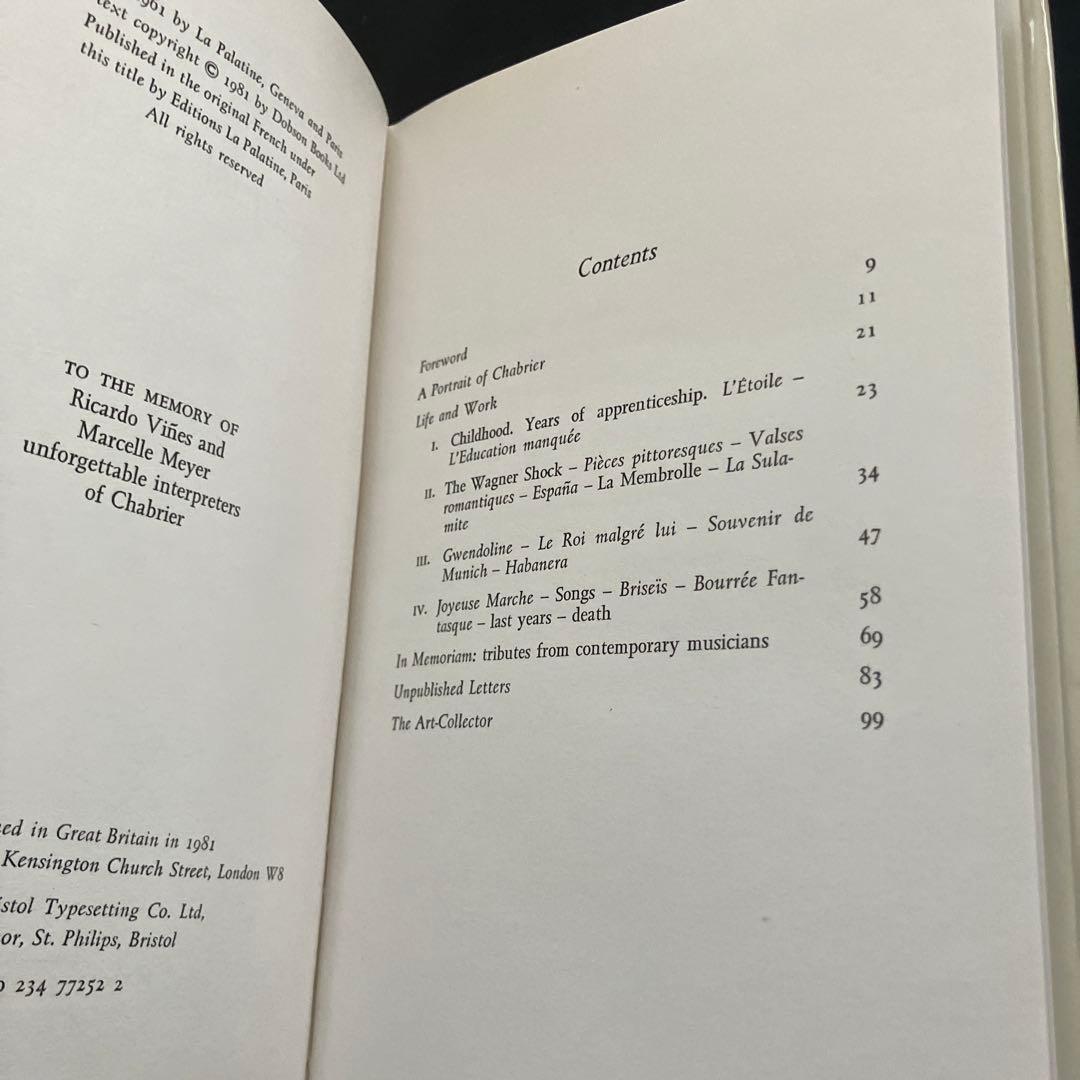 961 by La Palatine, Geneva and Paris
text copyright © 1981 by Dobson Books Ltd
Published in the original French under
this title by Editions La Palatine, Paris
All rights reserved
TO THE MEMORY OF
Ricardo Viñes and
Marcelle Meyer
unforgettable interpreters
of Chabrier
in Great Britain in 1981
Kensington Church Street, London W8
Typesetting Co. Ltd,
St. Philips, Bristol
234 77252 2
Contents
Foreword 9
A Portrait of Chabrier 11
Life and Work 21
I. Childhood. Years of apprenticeship. L'Étoile –
L'Education manquée 23
II. The Wagner Shock – Pièces pittoresques – Valses
romantiques – España – La Membrolle – La Sula-
mite 34
III. Gwendoline – Le Roi malgré lui – Souvenir de
Munich – Habanera 47
IV. Joyeuse Marche – Songs – Briseïs – Bourrée Fan-
tasque – last years – death 58
In Memoriam: tributes from contemporary musicians 69
Unpublished Letters 83
The Art-Collector 99